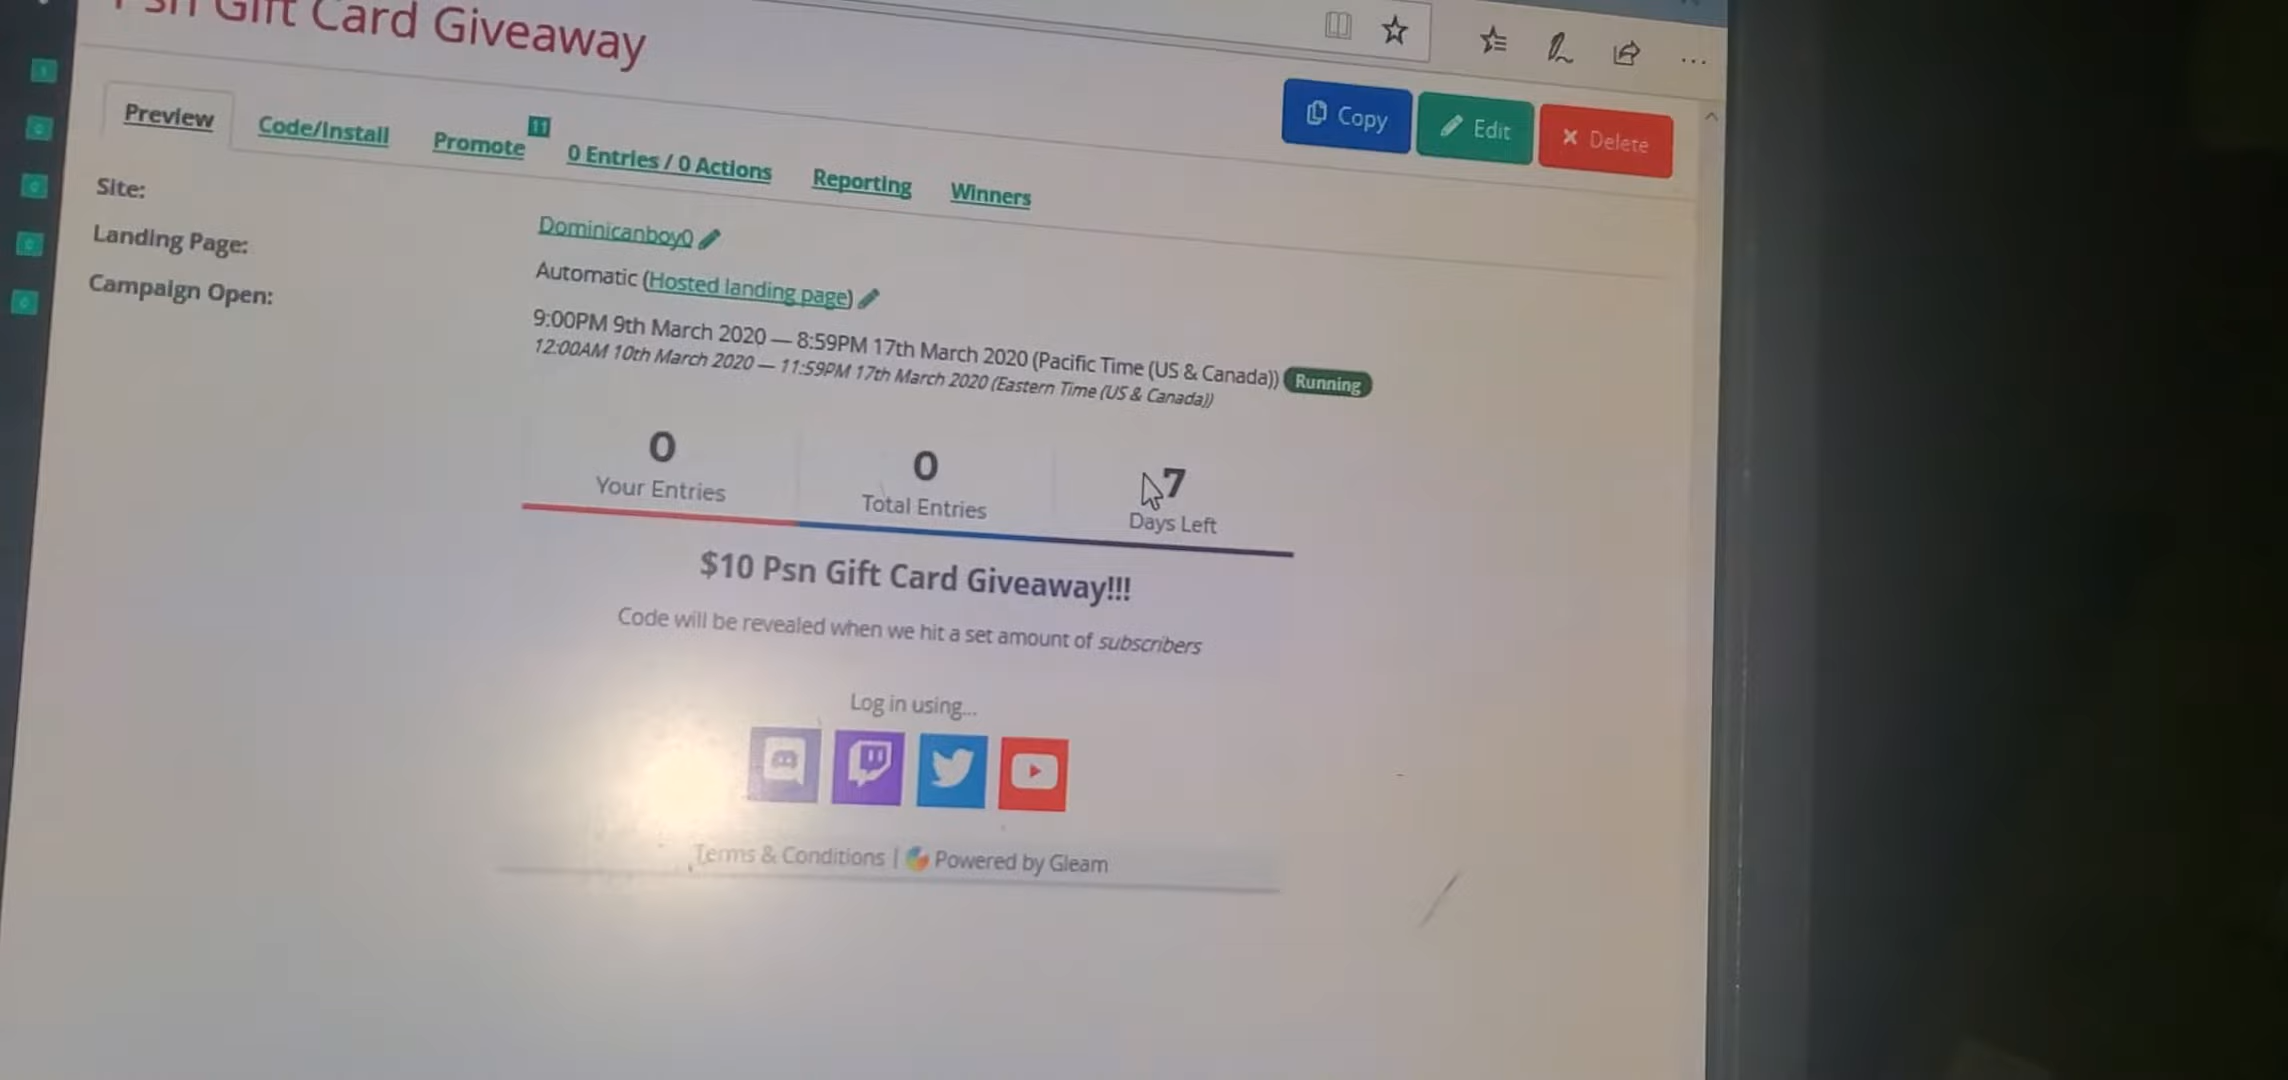 Psn Gift Card Giveaway
Copy
Edit
Delete
Preview
Code/Install
Promote
11
0 Entries / 0 Actions
Reporting
Winners
Site:
Dominicanboy0
Landing Page:
Automatic (Hosted landing page)
Campaign Open:
9:00PM 9th March 2020 — 8:59PM 17th March 2020 (Pacific Time (US & Canada)) Running
12:00AM 10th March 2020 — 11:59PM 17th March 2020 (Eastern Time (US & Canada))
0
Your Entries
0
Total Entries
7
Days Left
$10 Psn Gift Card Giveaway!!!
Code will be revealed when we hit a set amount of subscribers
Log in using...
Terms & Conditions | Powered by Gleam